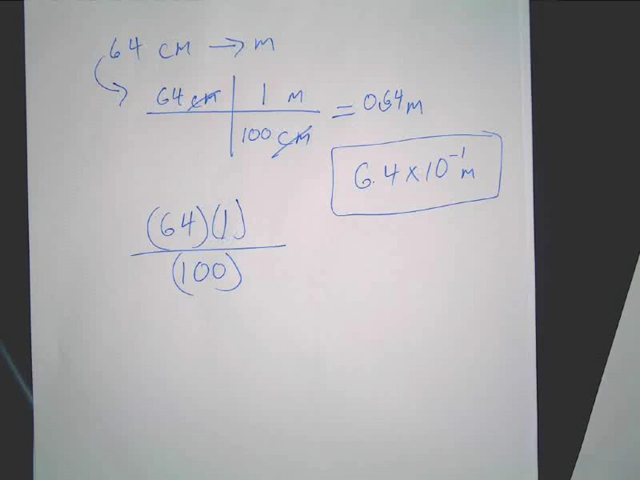 64 cm → m
64 cm | 1 m = 0.64 m
100 cm
6.4 x 10⁻¹ m
(64)(1)
(100)